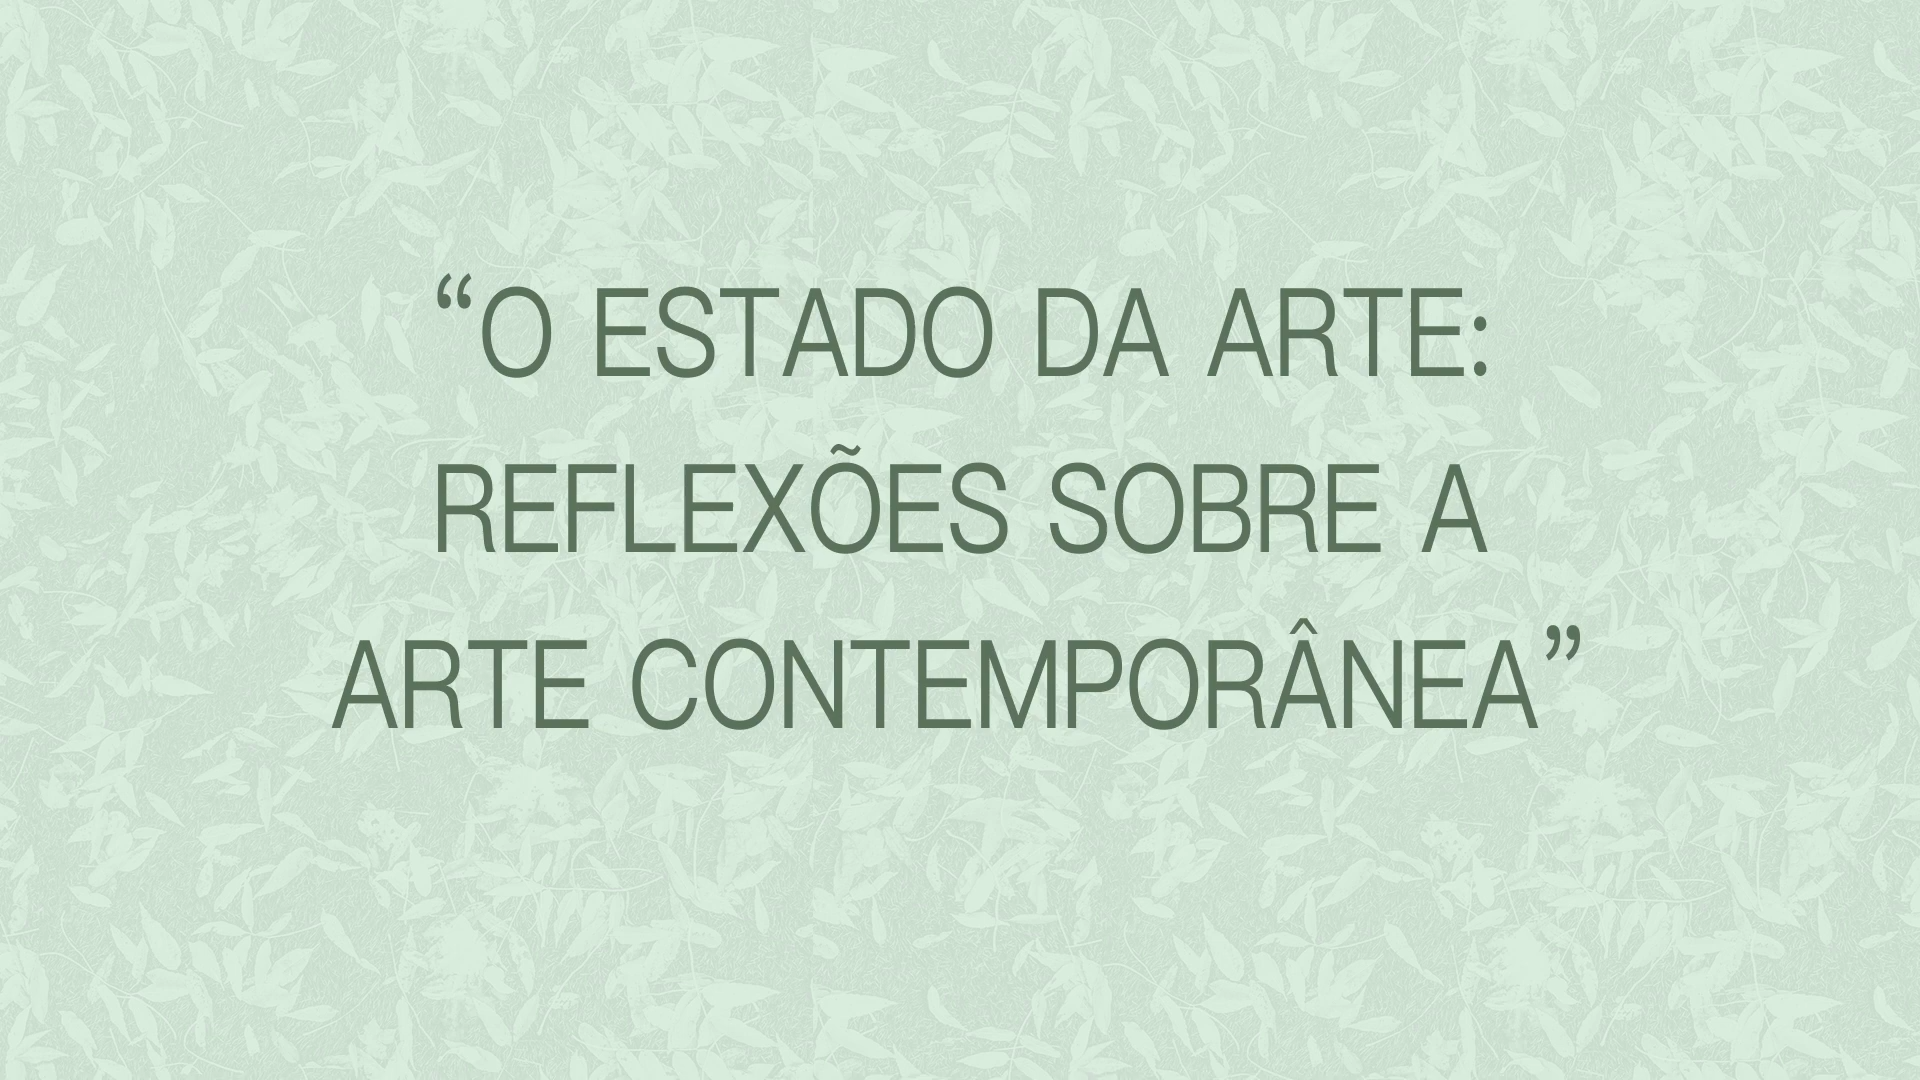 “O ESTADO DA ARTE:
REFLEXÕES SOBRE A
ARTE CONTEMPORÂNEA”